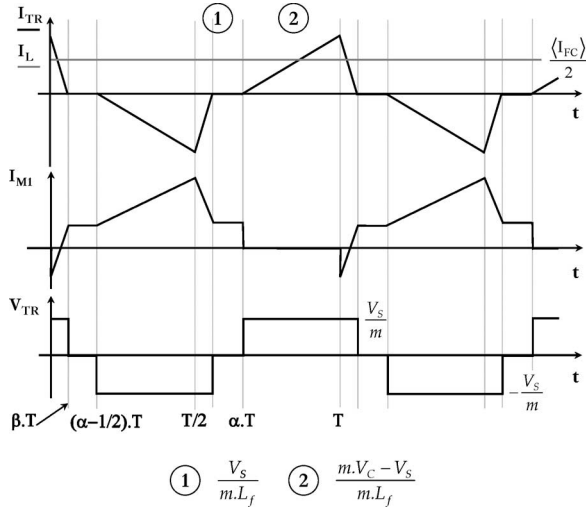 I_TR
I_L
1
2
⟨I_FC⟩/2
t
I_M1
t
V_TR
V_S/m
t
-V_S/m
β.T
(α−1/2).T
T/2
α.T
T
1 V_S/m.L_f
2 m.V_C − V_S/m.L_f